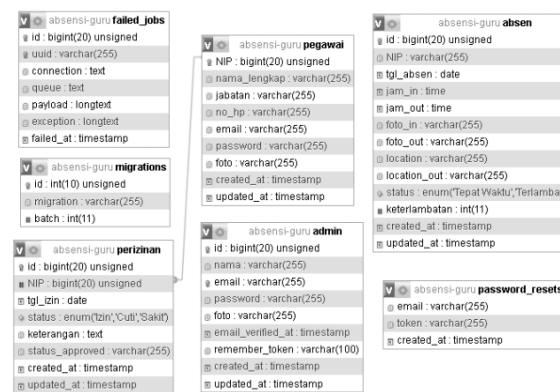 absensi-guru failed_jobs
id : bigint(20) unsigned
uuid : varchar(255)
connection : text
queue : text
payload : longtext
exception : longtext
failed_at : timestamp
absensi-guru migrations
id : int(10) unsigned
migration : varchar(255)
batch : int(11)
absensi-guru perizinan
id : bigint(20) unsigned
NIP : bigint(20) unsigned
tgl_izin : date
status : enum('Izin','Cuti','Sakit')
keterangan : text
status_approved : varchar(255)
created_at : timestamp
updated_at : timestamp
absensi-guru pegawai
NIP : bigint(20) unsigned
nama_lengkap : varchar(255)
jabatan : varchar(255)
no_hp : varchar(255)
email : varchar(255)
password : varchar(255)
foto : varchar(255)
created_at : timestamp
updated_at : timestamp
absensi-guru admin
id : bigint(20) unsigned
nama : varchar(255)
email : varchar(255)
password : varchar(255)
foto : varchar(255)
email_verified_at : timestamp
remember_token : varchar(100)
created_at : timestamp
updated_at : timestamp
absensi-guru absen
id : bigint(20) unsigned
NIP : varchar(255)
tgl_absen : date
jam_in : time
jam_out : time
foto_in : varchar(255)
foto_out : varchar(255)
location : varchar(255)
location_out : varchar(255)
status : enum('Tepat Waktu','Terlamba
keterlambatan : int(11)
created_at : timestamp
updated_at : timestamp
absensi-guru password_resets
email : varchar(255)
token : varchar(255)
created_at : timestamp